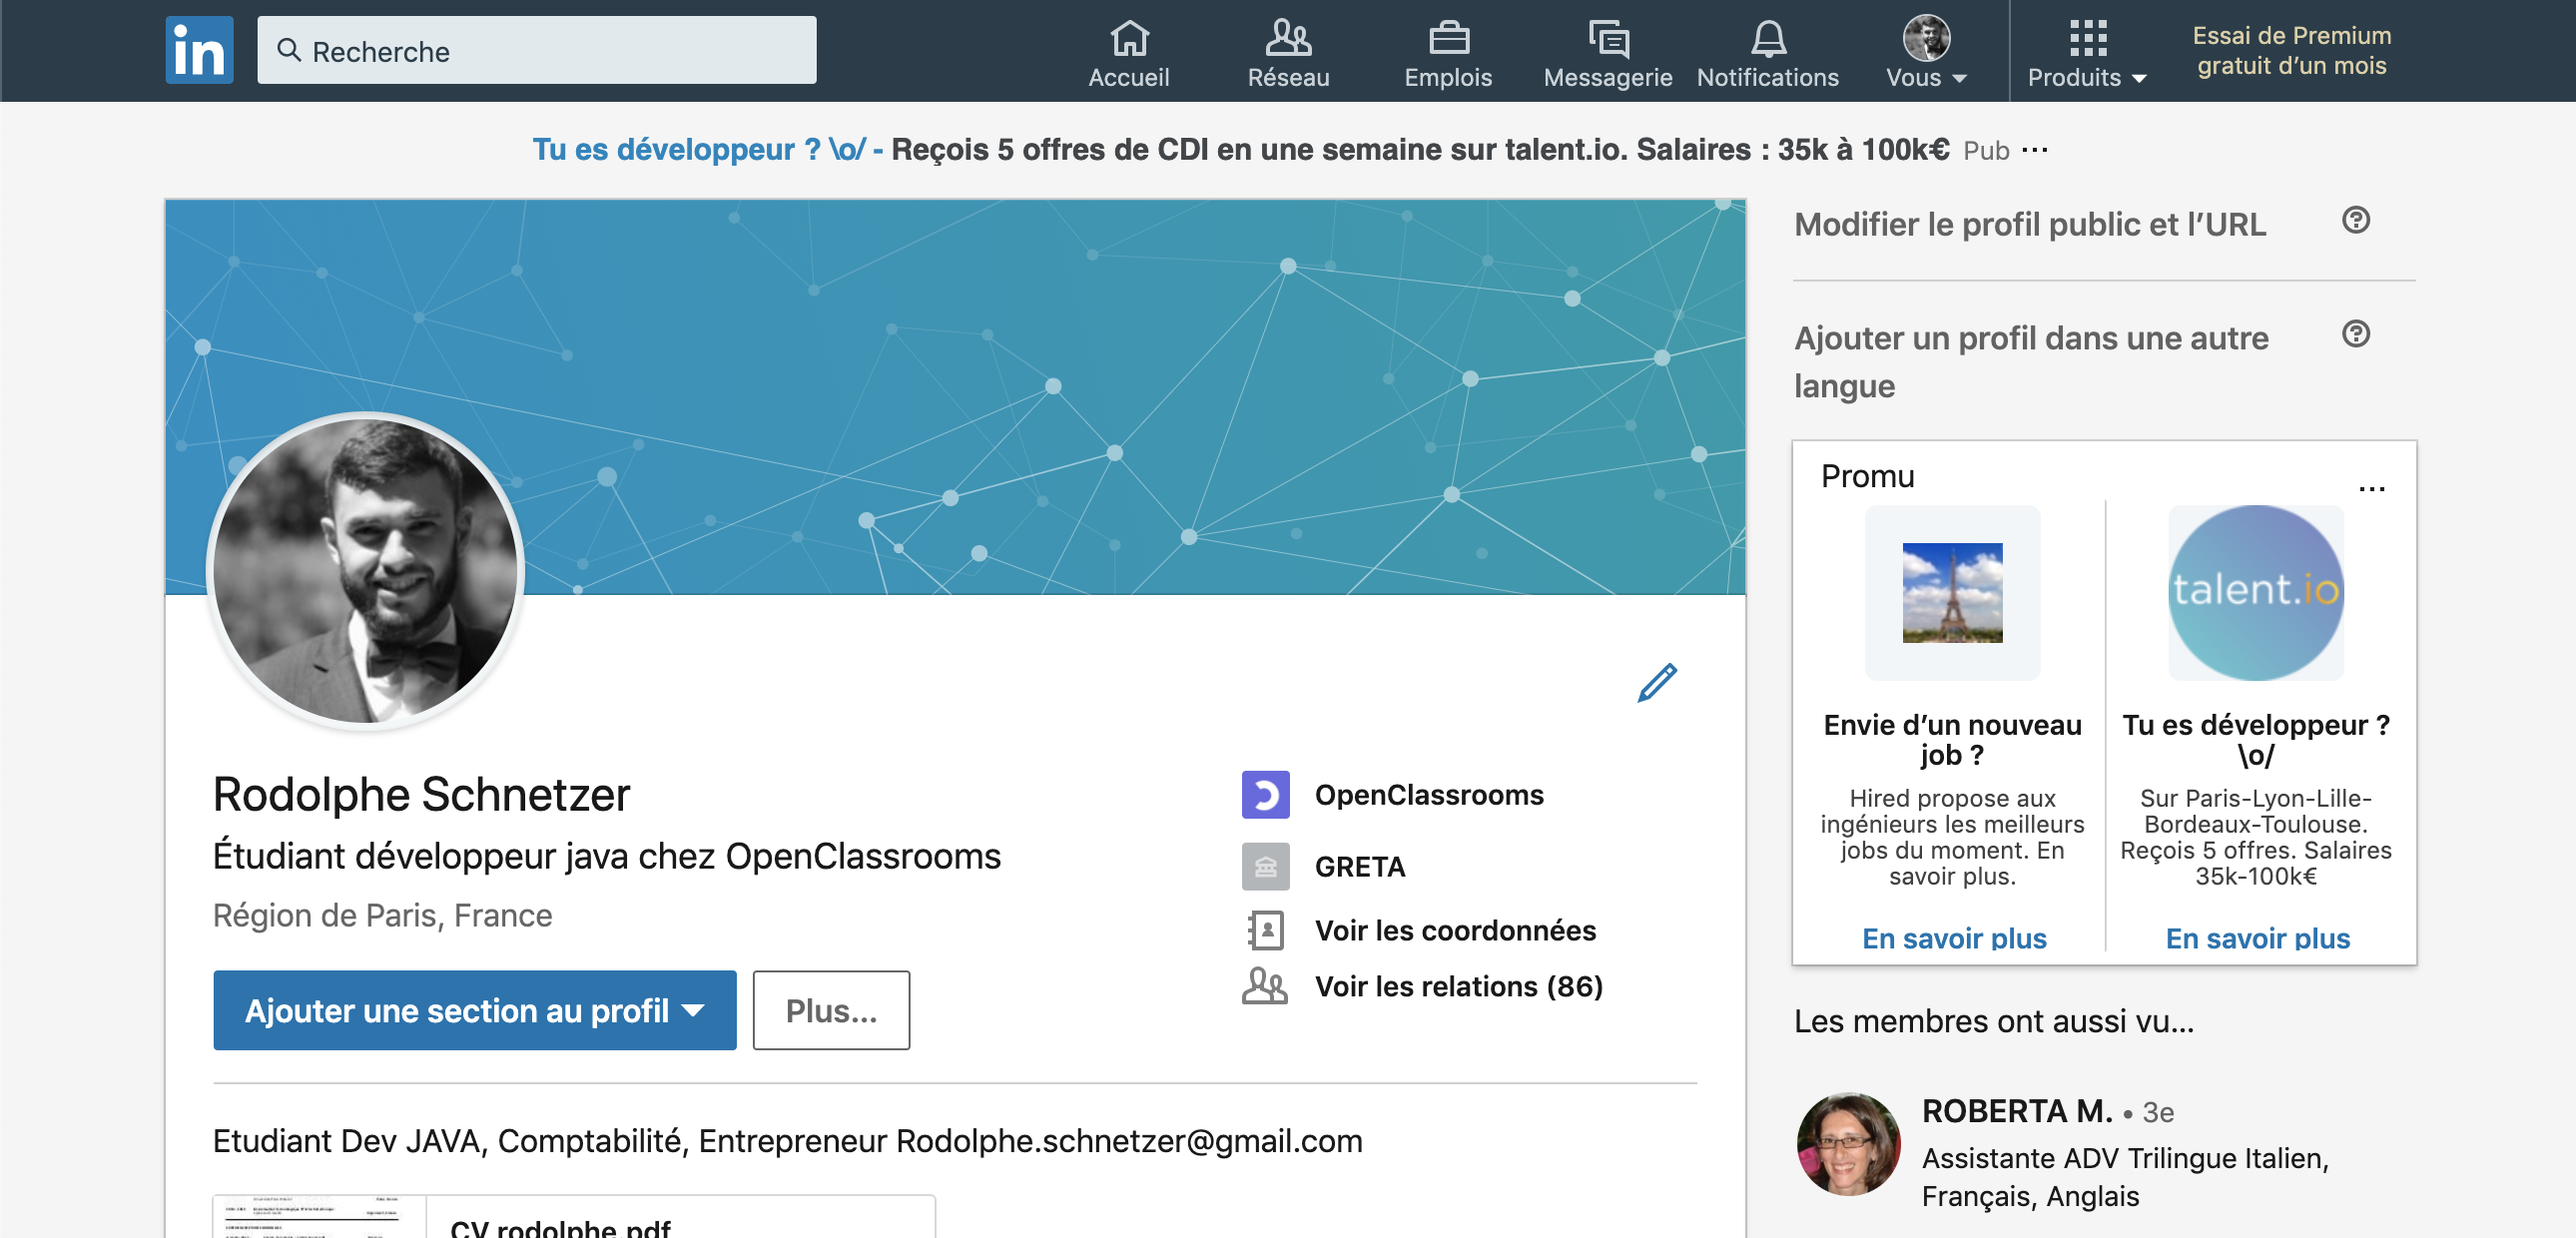 in
Recherche
Accueil
Réseau
Emplois
Messagerie
Notifications
Vous
Produits
Essai de Premium
gratuit d’un mois
Tu es développeur ? \o/ - Reçois 5 offres de CDI en une semaine sur talent.io. Salaires : 35k à 100k€ Pub ...
Rodolphe Schnetzer
Étudiant développeur java chez OpenClassrooms
Région de Paris, France
Ajouter une section au profil
Plus...
OpenClassrooms
GRETA
Voir les coordonnées
Voir les relations (86)
Etudiant Dev JAVA, Comptabilité, Entrepreneur Rodolphe.schnetzer@gmail.com
CV rodolphe.pdf
Modifier le profil public et l’URL
Ajouter un profil dans une autre
langue
Promu
...
Envie d’un nouveau
job ?
Hired propose aux
ingénieurs les meilleurs
jobs du moment. En
savoir plus.
En savoir plus
talent.io
Tu es développeur ?
\o/
Sur Paris-Lyon-Lille-
Bordeaux-Toulouse.
Reçois 5 offres. Salaires
35k-100k€
En savoir plus
Les membres ont aussi vu...
ROBERTA M. • 3e
Assistante ADV Trilingue Italien,
Français, Anglais